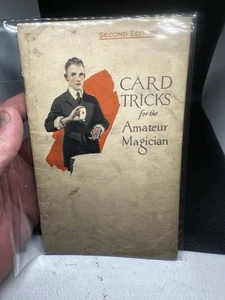 SECOND EDITION
CARD
TRICKS
for the
Amateur
Magician